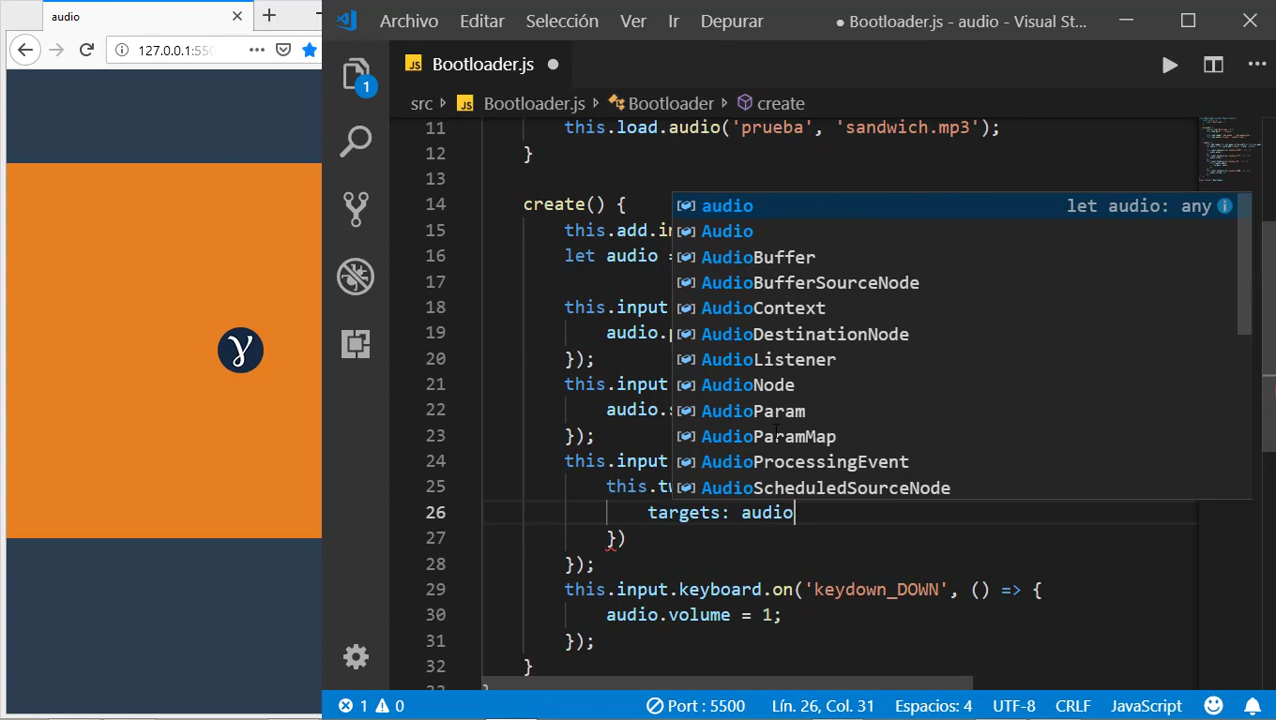 audio
127.0.0.1:550
γ
Archivo Editar Selección Ver Ir Depurar ● Bootloader.js - audio - Visual St...
1
JS Bootloader.js
src > JS Bootloader.js > Bootloader > create
11 this.load.audio('prueba', 'sandwich.mp3');
12 }
13
14 create() {
15 this.add.
16 let audio =
17
18 this.input
19 audio.
20 });
21 this.input
22 audio.
23 });
24 this.input
25 this.
26 targets: audio
27 })
28 });
29 this.input.keyboard.on('keydown_DOWN', () => {
30 audio.volume = 1;
31 });
32 }
audio let audio: any
Audio
AudioBuffer
AudioBufferSourceNode
AudioContext
AudioDestinationNode
AudioListener
AudioNode
AudioParam
AudioParamMap
AudioProcessingEvent
AudioScheduledSourceNode
1 0 Port : 5500 Lín. 26, Col. 31 Espacios: 4 UTF-8 CRLF JavaScript